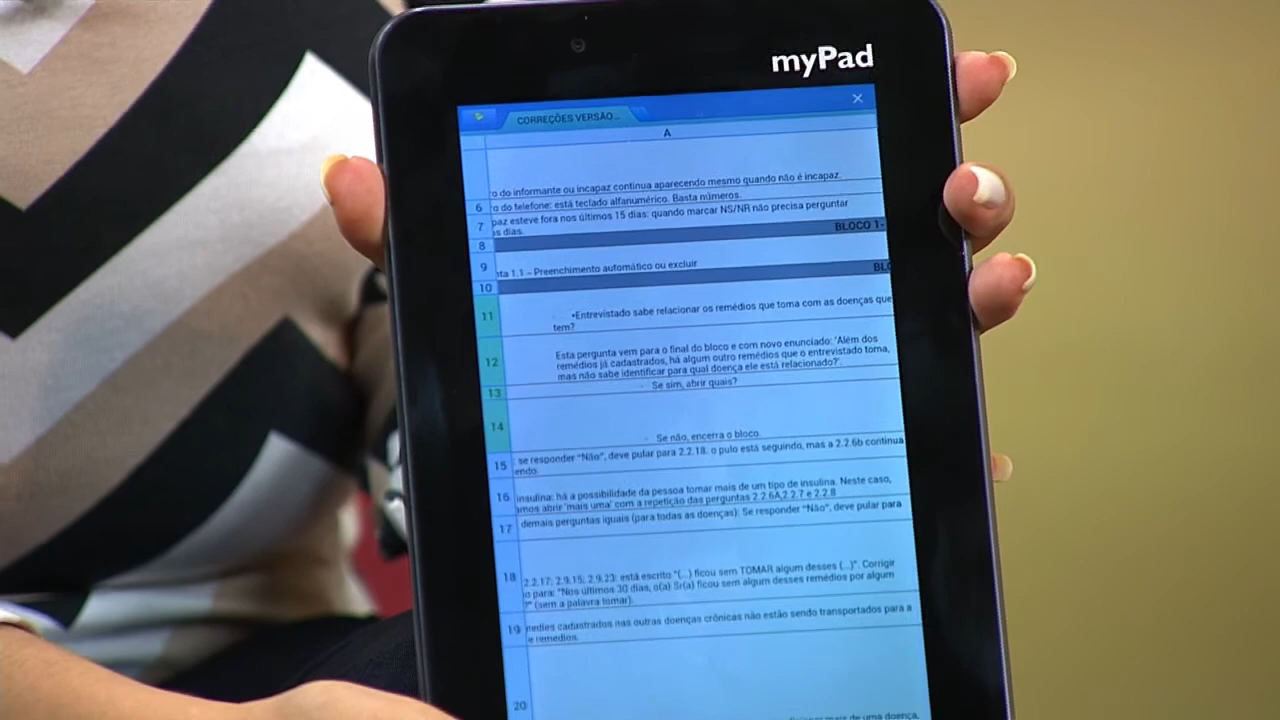 myPad
CORREÇÕES VERSÃO...
A
o do informante ou incapaz continua aparecendo mesmo quando não é incapaz.
6 o do telefone: está teclado alfanumérico. Basta números.
7 paz esteve fora nos últimos 15 dias: quando marcar NS/NR não precisa perguntar
s dias.
8 BLOCO 1-
9 nta 1.1 – Preenchimento automático ou excluir
10 BLO
11 •Entrevistado sabe relacionar os remédios que toma com as doenças que
tem?
12 Esta pergunta vem para o final do bloco e com novo enunciado: 'Além dos
remédios já cadastrados, há algum outro remédios que o entrevistado toma,
mas não sabe identificar para qual doença ele está relacionado?'.
13 Se sim, abrir quais?
14 Se não, encerra o bloco.
15 se responder "Não", deve pular para 2.2.18. o pulo está seguindo, mas a 2.2.6b continua
endo.
16 insulina: há a possibilidade da pessoa tomar mais de um tipo de insulina. Neste caso,
mos abrir 'mais uma' com a repetição das perguntas 2.2.6A,2.2.7 e 2.2.8
17 demais perguntas iguais (para todas as doenças): Se responder "Não", deve pular para
18 2.2.17; 2.9.15; 2.9.23: está escrito "(...) ficou sem TOMAR algum desses (...)". Corrigir
o para: "Nos últimos 30 dias, o(a) Sr(a) ficou sem algum desses remédios por algum
?" (sem a palavra tomar).
19 medies cadastrados nas outras doenças crônicas não estão sendo transportados para a
e remedios.
20 mais de uma doença,